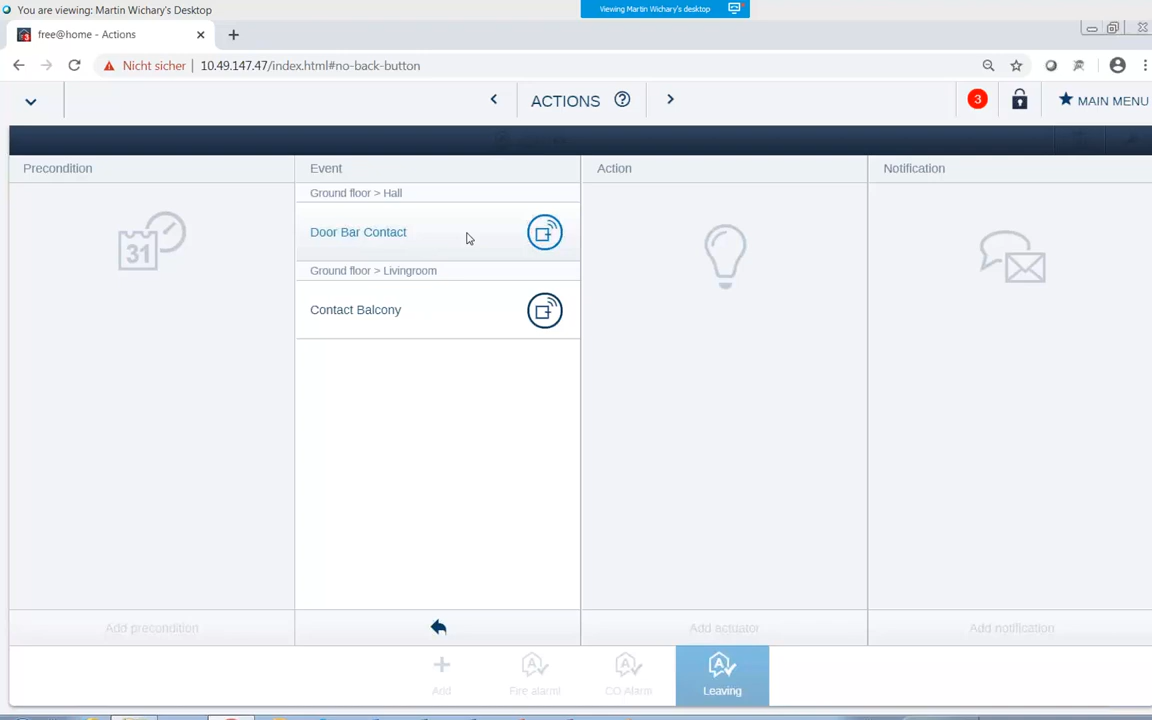 You are viewing: Martin Wichary's Desktop
Viewing Martin Wichary's desktop
free@home - Actions
Nicht sicher
10.49.147.47/index.html#no-back-button
ACTIONS
3
MAIN MENU
Precondition
Event
Action
Notification
Ground floor > Hall
Door Bar Contact
Ground floor > Livingroom
Contact Balcony
31
Add precondition
Add actuator
Add notification
Add
Fire alarm!
CO Alarm
Leaving